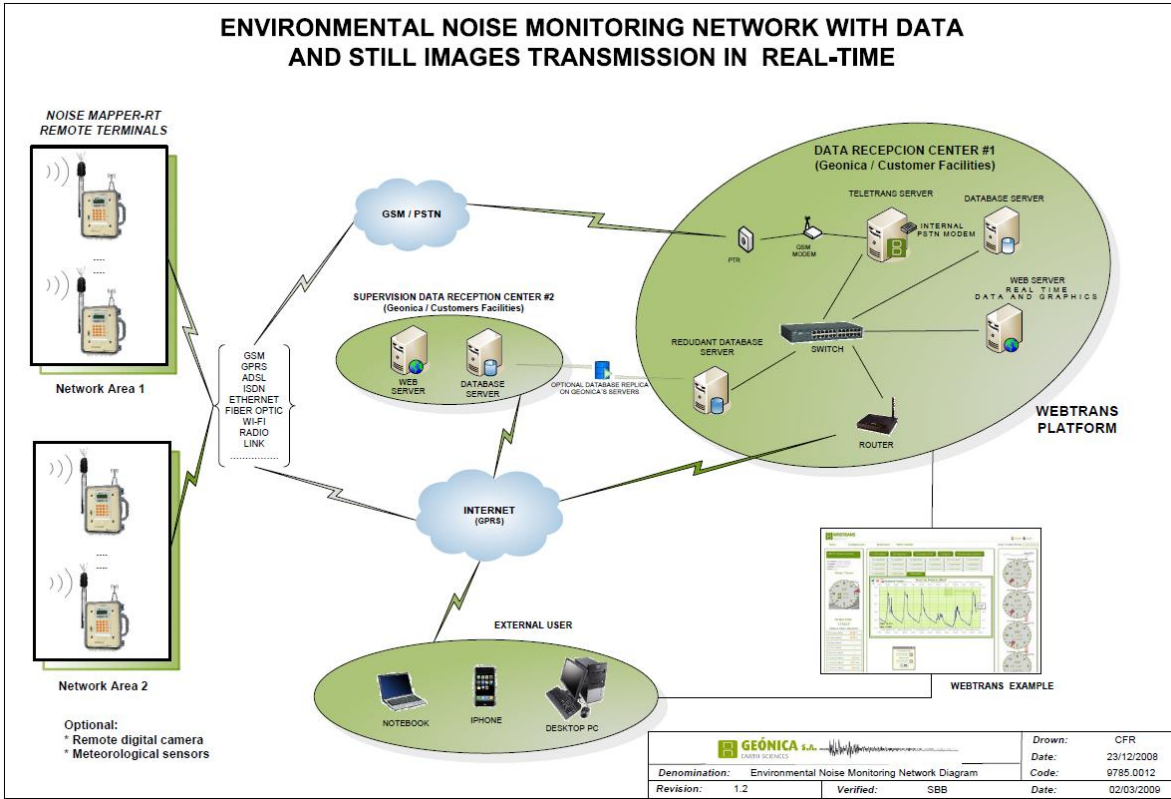 ENVIRONMENTAL NOISE MONITORING NETWORK WITH DATA
AND STILL IMAGES TRANSMISSION IN REAL-TIME
NOISE MAPPER-RT
REMOTE TERMINALS
....
....
Network Area 1
....
....
Network Area 2
Optional:
* Remote digital camera
* Meteorological sensors
GSM
GPRS
ADSL
ISDN
ETHERNET
FIBER OPTIC
WI-FI
RADIO
LINK
................
GSM / PSTN
SUPERVISION DATA RECEPTION CENTER #2
(Geonica / Customers Facilities)
WEB
SERVER
DATABASE
SERVER
OPTIONAL DATABASE REPLICA
ON GEONICA´S SERVERS
INTERNET
(GPRS)
DATA RECEPCION CENTER #1
(Geonica / Customer Facilities)
TELETRANS SERVER
DATABASE SERVER
INTERNAL
PSTN MODEM
PTR
GSM
MODEM
WEB SERVER
REAL TIME
DATA AND GRAPHICS
SWITCH
REDUDANT DATABASE
SERVER
ROUTER
WEBTRANS
PLATFORM
EXTERNAL USER
NOTEBOOK
IPHONE
DESKTOP PC
WEBTRANS
WEBTRANS EXAMPLE
GEÓNICA S.A.
EARTH SCIENCES
Drown: CFR
Date: 23/12/2008
Denomination: Environmental Noise Monitoring Network Diagram
Code: 9785.0012
Revision: 1.2
Verified: SBB
Date: 02/03/2009